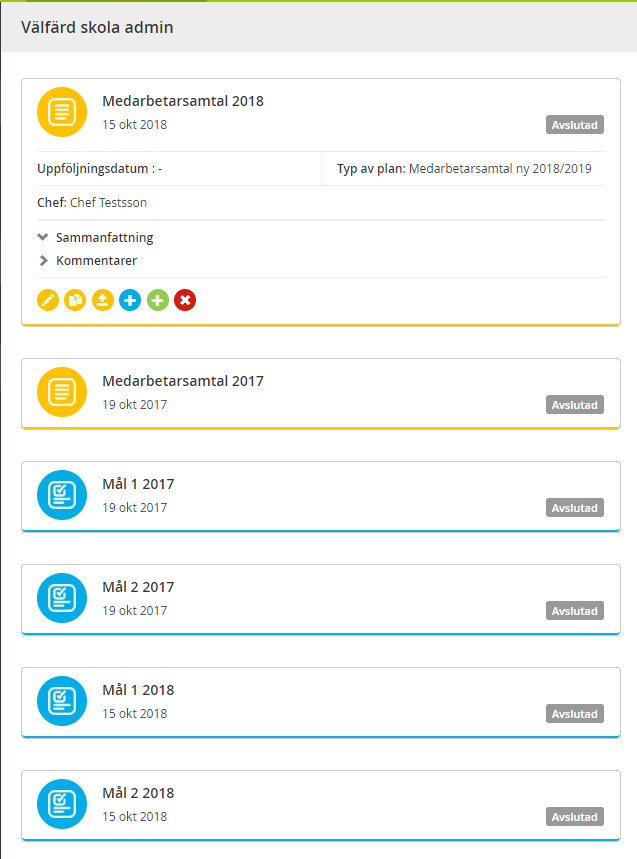 Välfärd skola admin
Medarbetarsamtal 2018
15 okt 2018
Avslutad
Uppföljningsdatum : -
Typ av plan: Medarbetarsamtal ny 2018/2019
Chef: Chef Testsson
Sammanfattning
Kommentarer
Medarbetarsamtal 2017
19 okt 2017
Avslutad
Mål 1 2017
19 okt 2017
Avslutad
Mål 2 2017
19 okt 2017
Avslutad
Mål 1 2018
15 okt 2018
Avslutad
Mål 2 2018
15 okt 2018
Avslutad